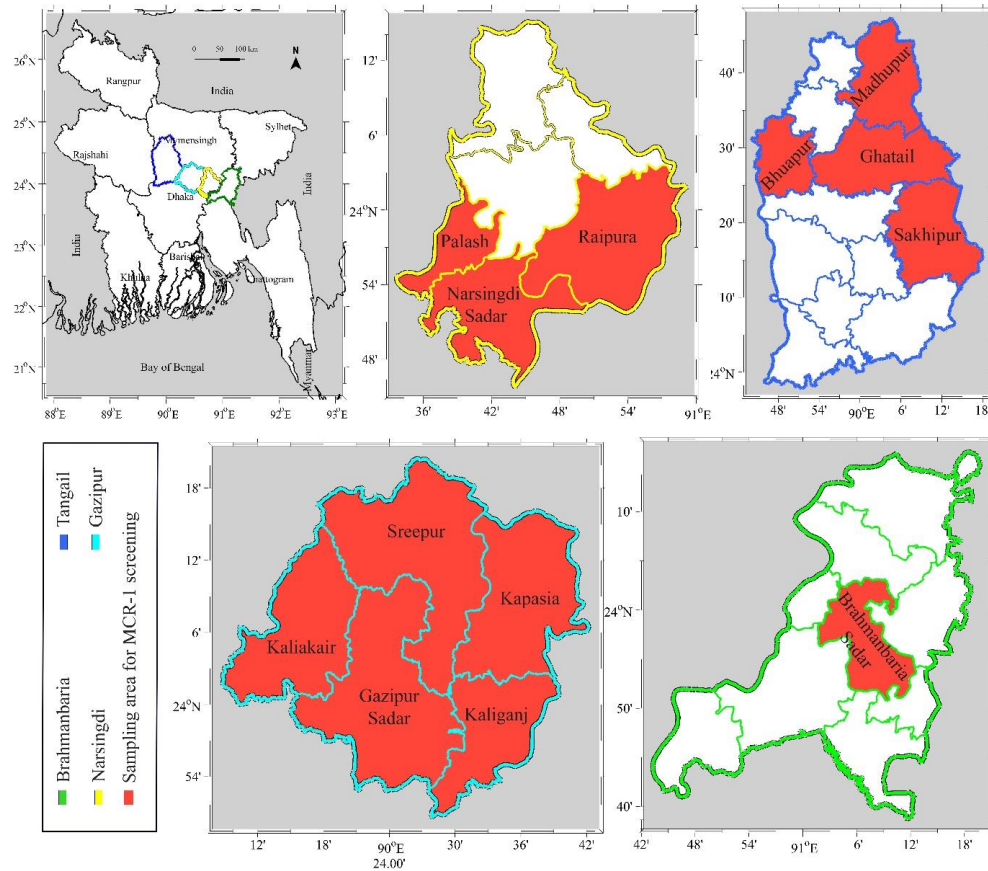 0 50 100 km
N
26°N
25°N
24°N
23°N
22°N
21°N
Rangpur
India
Sylhet
Mymensingh
Rajshahi
India
Dhaka
India
Barishal
Khulna
Chattogram
Bay of Bengal
Myanmar
88°E 89°E 90°E 91°E 92°E 93°E
12'
6'
24°N
54'
48'
Palash
Raipura
Narsingdi
Sadar
36' 42' 48' 54' 91°E
40'
30'
20'
10'
24°N
Madhupur
Bhuapur
Ghatail
Sakhipur
48' 54' 90°E 6' 12' 18'
Brahmanbaria
Tangail
Narsingdi
Gazipur
Sampling area for MCR-1 screening
18'
12'
6'
24°N
54'
Sreepur
Kapasia
Kaliakair
Gazipur
Sadar
Kaliganj
12' 18' 90°E 30' 36' 42'
24.00'
10'
24°N
50'
40'
Brahmanbaria
Sadar
42' 48' 54' 91°E 6' 12' 18'